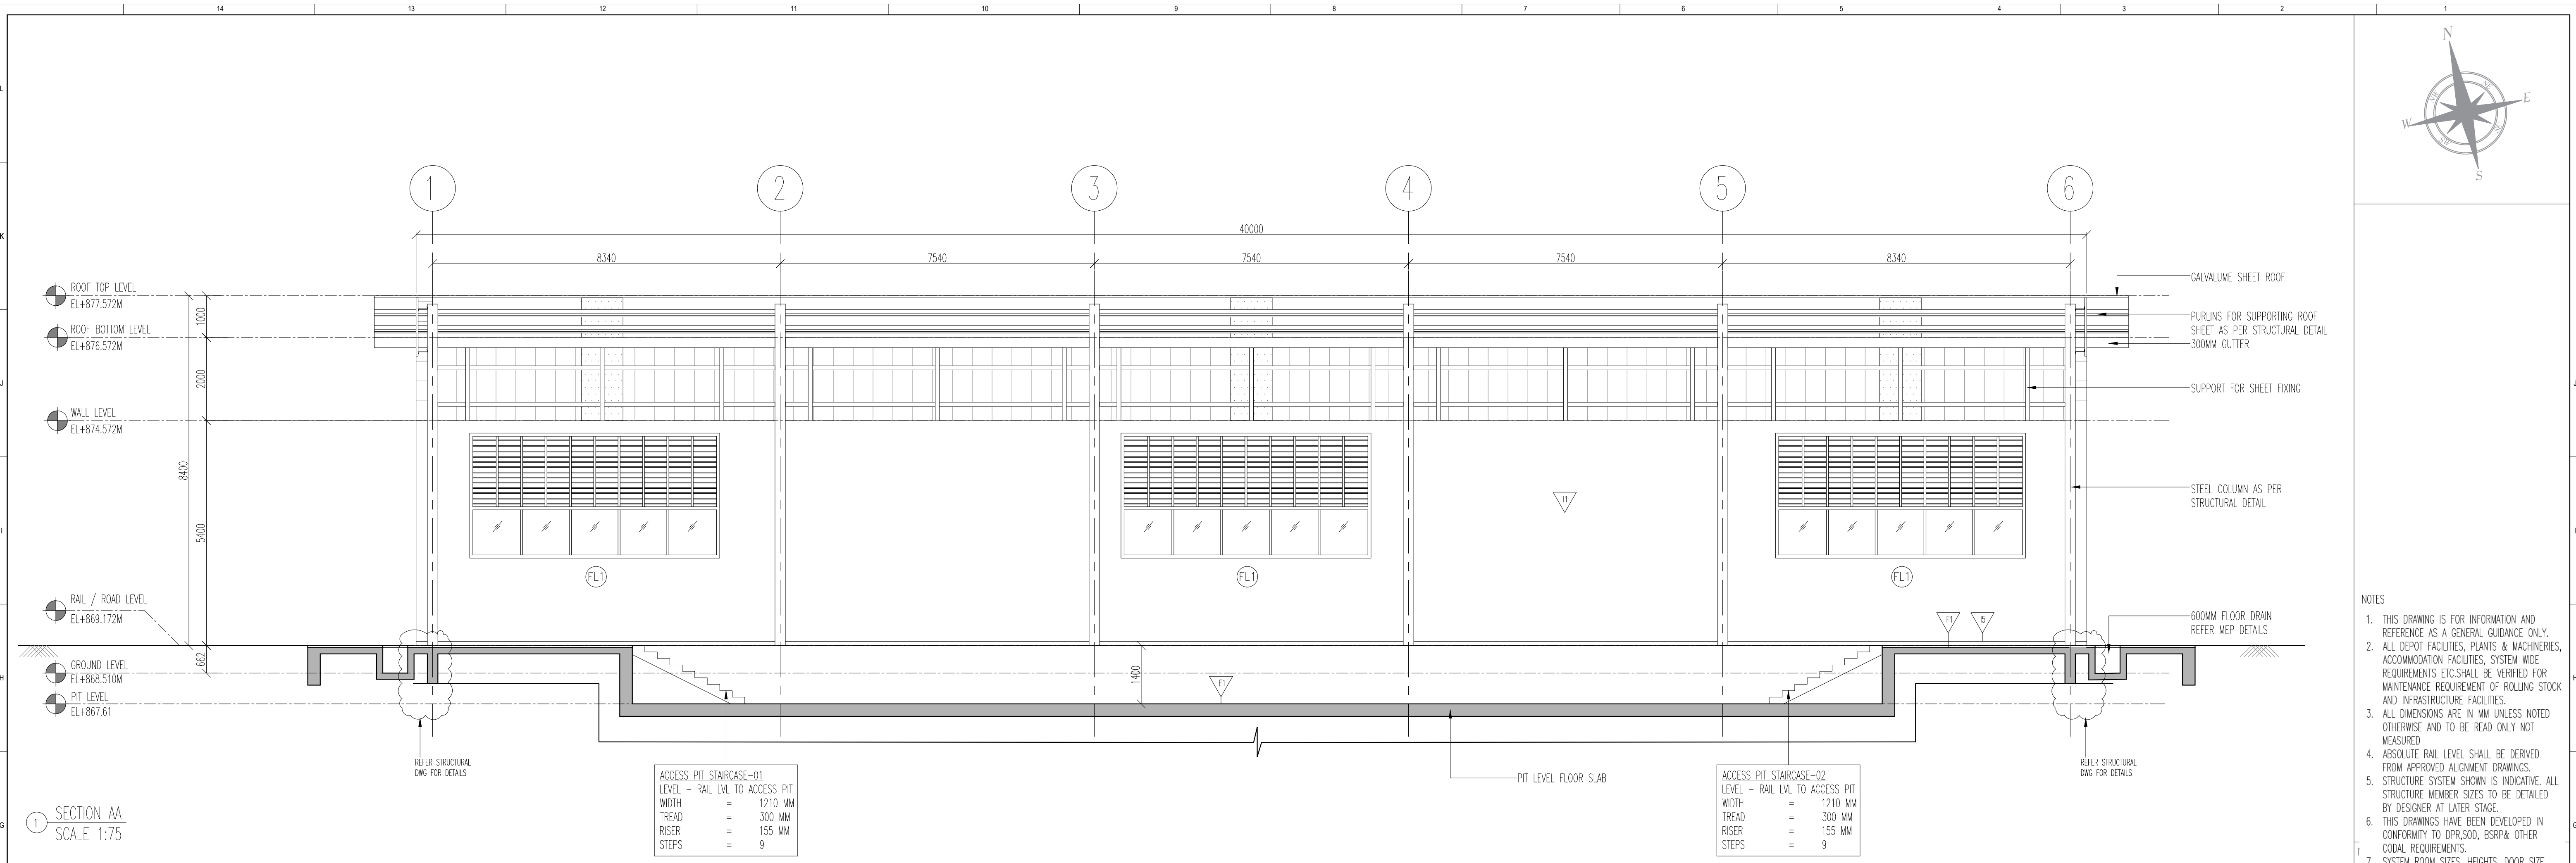 14 13 12 11 10 9 8 7 6 5 4 3 2 1
L
K
J
I
H
G
N
NE
E
SE
S
SW
W
NW
1 2 3 4 5 6
40000
8340 7540 7540 7540 8340
ROOF TOP LEVEL
EL+877.572M
ROOF BOTTOM LEVEL
EL+876.572M
WALL LEVEL
EL+874.572M
RAIL / ROAD LEVEL
EL+869.172M
GROUND LEVEL
EL+868.510M
PIT LEVEL
EL+867.61
1000
2000
8400
5400
662
1400
GALVALUME SHEET ROOF
PURLINS FOR SUPPORTING ROOF
SHEET AS PER STRUCTURAL DETAIL
300MM GUTTER
SUPPORT FOR SHEET FIXING
STEEL COLUMN AS PER
STRUCTURAL DETAIL
600MM FLOOR DRAIN
REFER MEP DETAILS
FL1 FL1 FL1
I1
F1 I5
F1
REFER STRUCTURAL
DWG FOR DETAILS
REFER STRUCTURAL
DWG FOR DETAILS
PIT LEVEL FLOOR SLAB
ACCESS PIT STAIRCASE-01
LEVEL - RAIL LVL TO ACCESS PIT
WIDTH = 1210 MM
TREAD = 300 MM
RISER = 155 MM
STEPS = 9
ACCESS PIT STAIRCASE-02
LEVEL - RAIL LVL TO ACCESS PIT
WIDTH = 1210 MM
TREAD = 300 MM
RISER = 155 MM
STEPS = 9
1 SECTION AA
SCALE 1:75
NOTES
1. THIS DRAWING IS FOR INFORMATION AND
REFERENCE AS A GENERAL GUIDANCE ONLY.
2. ALL DEPOT FACILITIES, PLANTS & MACHINERIES,
ACCOMMODATION FACILITIES, SYSTEM WIDE
REQUIREMENTS ETC.SHALL BE VERIFIED FOR
MAINTENANCE REQUIREMENT OF ROLLING STOCK
AND INFRASTRUCTURE FACILITIES.
3. ALL DIMENSIONS ARE IN MM UNLESS NOTED
OTHERWISE AND TO BE READ ONLY NOT
MEASURED
4. ABSOLUTE RAIL LEVEL SHALL BE DERIVED
FROM APPROVED ALIGNMENT DRAWINGS.
5. STRUCTURE SYSTEM SHOWN IS INDICATIVE. ALL
STRUCTURE MEMBER SIZES TO BE DETAILED
BY DESIGNER AT LATER STAGE.
6. THIS DRAWINGS HAVE BEEN DEVELOPED IN
CONFORMITY TO DPR,SOD, BSRP& OTHER
CODAL REQUIREMENTS.
7. SYSTEM ROOM SIZES, HEIGHTS, DOOR SIZE